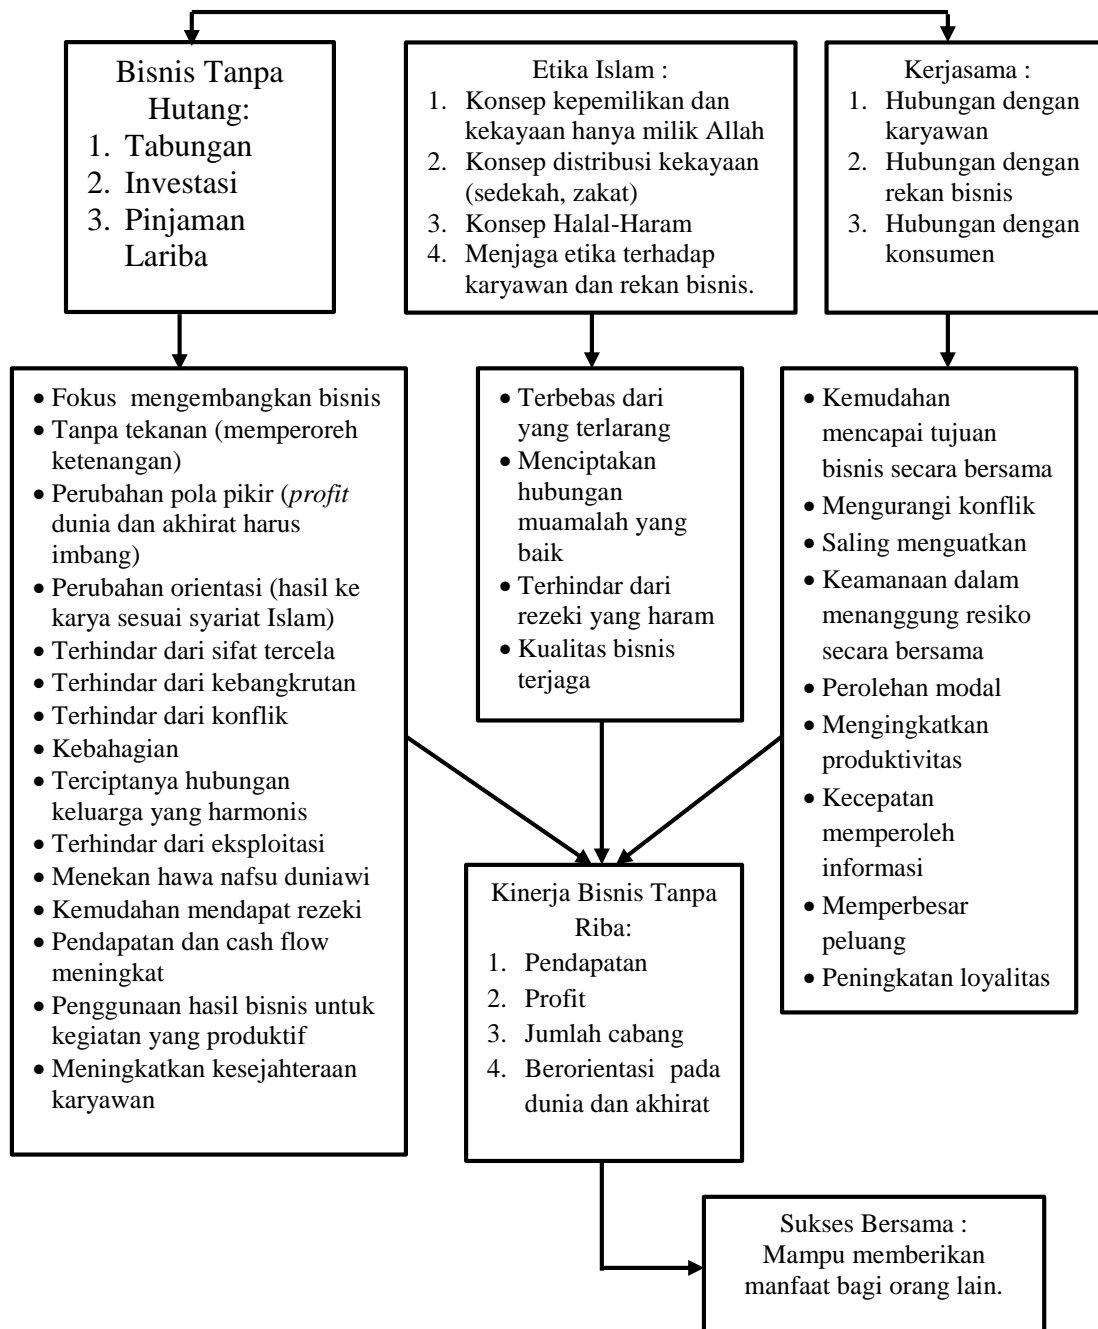 Bisnis Tanpa
Hutang:
1. Tabungan
2. Investasi
3. Pinjaman
Lariba
Etika Islam :
1. Konsep kepemilikan dan
kekayaan hanya milik Allah
2. Konsep distribusi kekayaan
(sedekah, zakat)
3. Konsep Halal-Haram
4. Menjaga etika terhadap
karyawan dan rekan bisnis.
Kerjasama :
1. Hubungan dengan
karyawan
2. Hubungan dengan
rekan bisnis
3. Hubungan dengan
konsumen
• Fokus mengembangkan bisnis
• Tanpa tekanan (memperoreh
ketenangan)
• Perubahan pola pikir (profit
dunia dan akhirat harus
imbang)
• Perubahan orientasi (hasil ke
karya sesuai syariat Islam)
• Terhindar dari sifat tercela
• Terhindar dari kebangkrutan
• Terhindar dari konflik
• Kebahagian
• Terciptanya hubungan
keluarga yang harmonis
• Terhindar dari eksploitasi
• Menekan hawa nafsu duniawi
• Kemudahan mendapat rezeki
• Pendapatan dan cash flow
meningkat
• Penggunaan hasil bisnis untuk
kegiatan yang produktif
• Meningkatkan kesejahteraan
karyawan
• Terbebas dari
yang terlarang
• Menciptakan
hubungan
muamalah yang
baik
• Terhindar dari
rezeki yang haram
• Kualitas bisnis
terjaga
• Kemudahan
mencapai tujuan
bisnis secara bersama
• Mengurangi konflik
• Saling menguatkan
• Keamanaan dalam
menanggung resiko
secara bersama
• Perolehan modal
• Mengingkatkan
produktivitas
• Kecepatan
memperoleh
informasi
• Memperbesar
peluang
• Peningkatan loyalitas
Kinerja Bisnis Tanpa
Riba:
1. Pendapatan
2. Profit
3. Jumlah cabang
4. Berorientasi pada
dunia dan akhirat
Sukses Bersama :
Mampu memberikan
manfaat bagi orang lain.